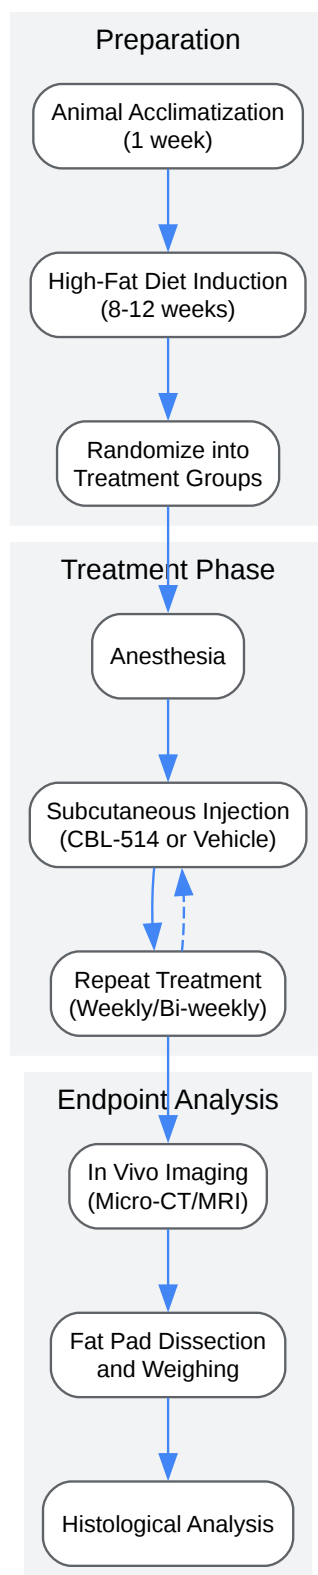 Preparation
Animal Acclimatization
(1 week)
High-Fat Diet Induction
(8-12 weeks)
Randomize into
Treatment Groups
Treatment Phase
Anesthesia
Subcutaneous Injection
(CBL-514 or Vehicle)
Repeat Treatment
(Weekly/Bi-weekly)
Endpoint Analysis
In Vivo Imaging
(Micro-CT/MRI)
Fat Pad Dissection
and Weighing
Histological Analysis